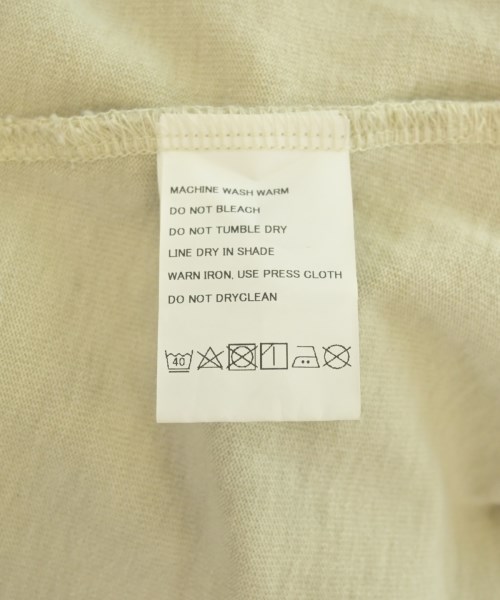 MACHINE WASH WARM
DO NOT BLEACH
DO NOT TUMBLE DRY
LINE DRY IN SHADE
WARN IRON, USE PRESS CLOTH
DO NOT DRYCLEAN
40